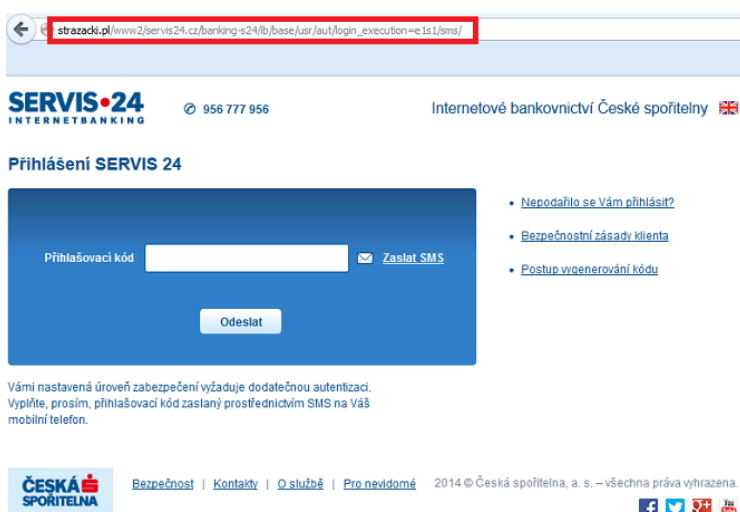 strazacki.pl/www2/servis24.cz/banking-s24/ib/base/usr/aut/login_execution=e1s1/sms/
SERVIS•24
INTERNETBANKING
956 777 956
Internetové bankovnictví České spořitelny
Přihlášení SERVIS 24
Nepodařilo se Vám přihlásit?
Bezpečnostní zásady klienta
Postup vygenerování kódu
Přihlašovací kód
Zaslat SMS
Odeslat
Vámi nastavená úroveň zabezpečení vyžaduje dodatečnou autentizaci.
Vyplňte, prosím, přihlašovací kód zaslaný prostřednictvím SMS na Váš
mobilní telefon.
ČESKÁ
SPOŘITELNA
Bezpečnost | Kontakty | O službě | Pro nevidomé
2014 © Česká spořitelna, a. s. – všechna práva vyhrazena.